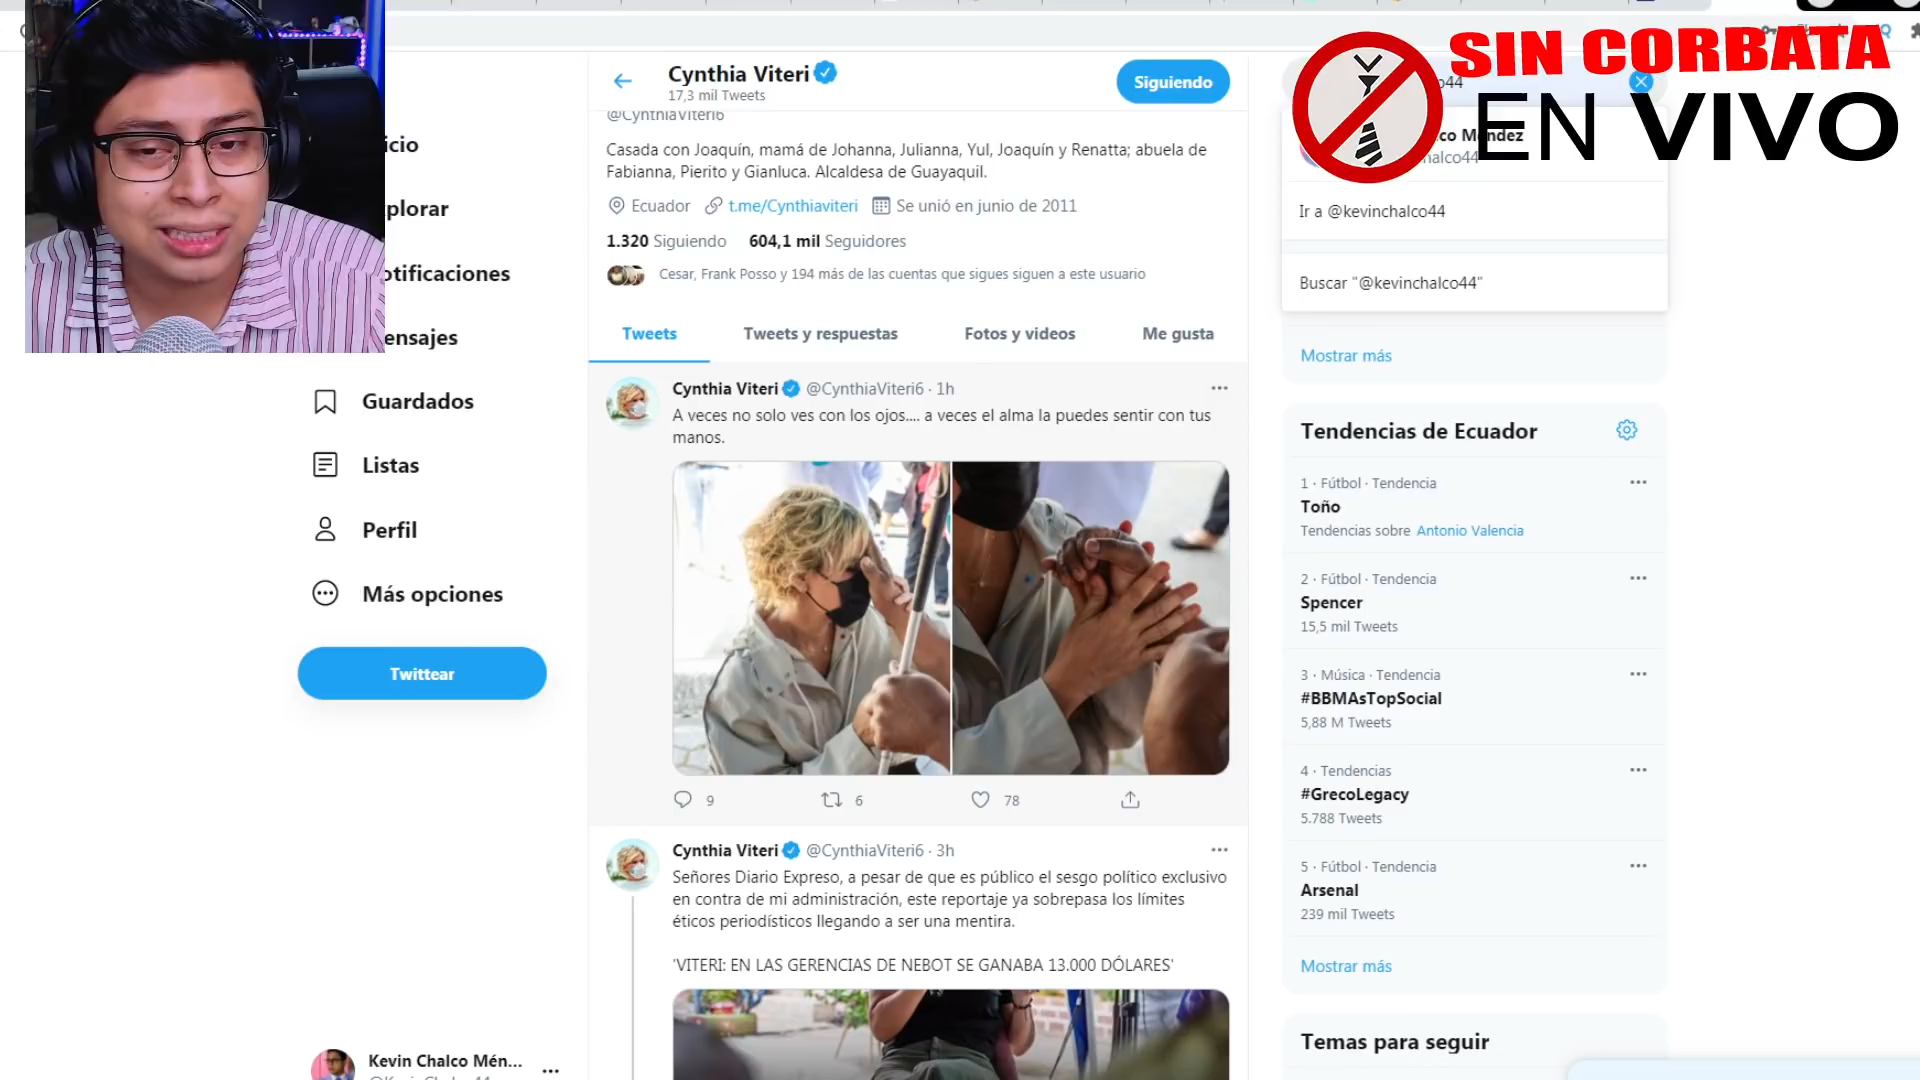 SIN CORBATA
EN VIVO
Cynthia Viteri
17,3 mil Tweets
Siguiendo
@CynthiaViteri6
Casada con Joaquín, mamá de Johanna, Julianna, Yul, Joaquín y Renatta; abuela de
Fabianna, Pierito y Gianluca. Alcaldesa de Guayaquil.
Ecuador
t.me/Cynthiaviteri
Se unió en junio de 2011
1.320 Siguiendo
604,1 mil Seguidores
Cesar, Frank Posso y 194 más de las cuentas que sigues siguen a este usuario
Tweets
Tweets y respuestas
Fotos y videos
Me gusta
Cynthia Viteri @CynthiaViteri6 · 1h
A veces no solo ves con los ojos.... a veces el alma la puedes sentir con tus
manos.
9
6
78
Cynthia Viteri @CynthiaViteri6 · 3h
Señores Diario Expreso, a pesar de que es público el sesgo político exclusivo
en contra de mi administración, este reportaje ya sobrepasa los límites
éticos periodísticos llegando a ser una mentira.
'VITERI: EN LAS GERENCIAS DE NEBOT SE GANABA 13.000 DÓLARES'
icio
plorar
otificaciones
ensajes
Guardados
Listas
Perfil
Más opciones
Twittear
Kevin Chalco Mén...
o44
co Méndez
halco44
Ir a @kevinchalco44
Buscar "@kevinchalco44"
Mostrar más
Tendencias de Ecuador
1 · Fútbol · Tendencia
Toño
Tendencias sobre Antonio Valencia
2 · Fútbol · Tendencia
Spencer
15,5 mil Tweets
3 · Música · Tendencia
#BBMAsTopSocial
5,88 M Tweets
4 · Tendencias
#GrecoLegacy
5.788 Tweets
5 · Fútbol · Tendencia
Arsenal
239 mil Tweets
Mostrar más
Temas para seguir